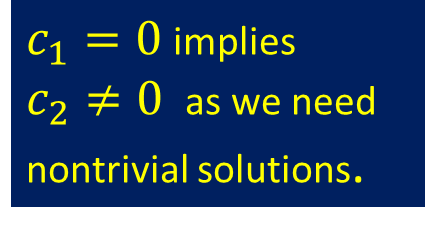 c₁ = 0 implies
c₂ ≠ 0 as we need
nontrivial solutions.